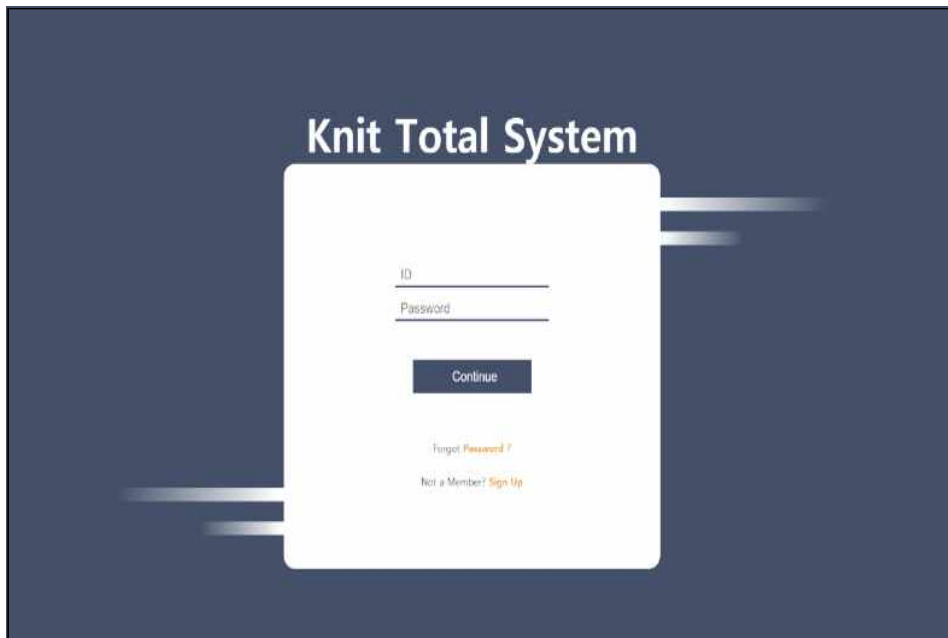 Knit Total System
ID
Password
Continue
Forgot Password ?
Not a Member? Sign Up